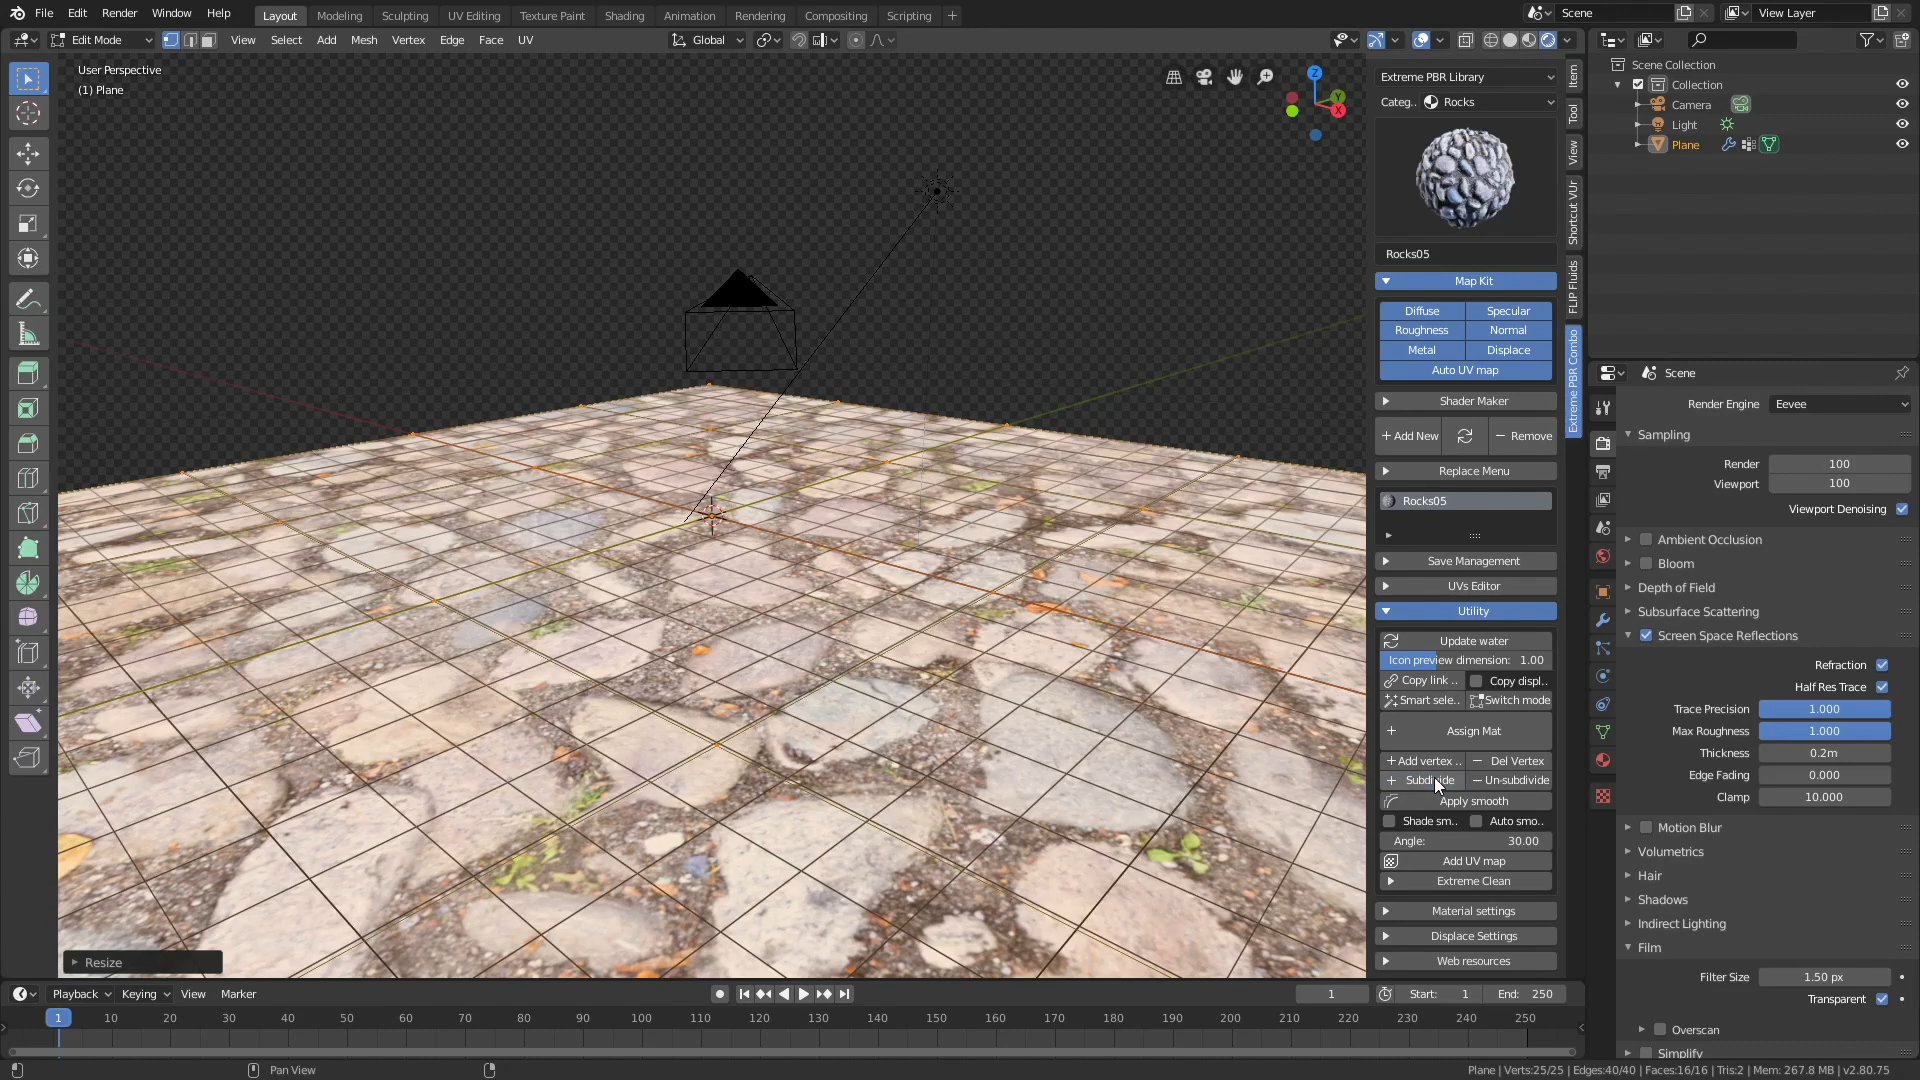 File Edit Render Window Help Layout Modeling Sculpting UV Editing Texture Paint Shading Animation Rendering Compositing Scripting + Scene View Layer
Edit Mode View Select Add Mesh Vertex Edge Face UV Global
User Perspective
(1) Plane
Z
Y
X
Extreme PBR Library
Categ.. Rocks
Rocks05
Map Kit
Diffuse Specular
Roughness Normal
Metal Displace
Auto UV map
Shader Maker
Add New Remove
Replace Menu
Rocks05
Save Management
UVs Editor
Utility
Update water
Icon preview dimension: 1.00
Copy link .. Copy displ..
Smart sele.. Switch mode
Assign Mat
Add vertex .. Del Vertex
Subdivide Un-subdivide
Apply smooth
Shade sm.. Auto smo..
Angle: 30.00
Add UV map
Extreme Clean
Material settings
Displace Settings
Web resources
Item
Tool
View
Shortcut VUr
FLIP Fluids
Extreme PBR Combo
Scene Collection
Collection
Camera
Light
Plane
Scene
Render Engine Eevee
Sampling
Render 100
Viewport 100
Viewport Denoising
Ambient Occlusion
Bloom
Depth of Field
Subsurface Scattering
Screen Space Reflections
Refraction
Half Res Trace
Trace Precision 1.000
Max Roughness 1.000
Thickness 0.2m
Edge Fading 0.000
Clamp 10.000
Motion Blur
Volumetrics
Hair
Shadows
Indirect Lighting
Film
Filter Size 1.50 px
Transparent
Overscan
Simplify
Resize
Playback Keying View Marker 1 Start: 1 End: 250
1 10 20 30 40 50 60 70 80 90 100 110 120 130 140 150 160 170 180 190 200 210 220 230 240 250
Pan View
Plane | Verts:25/25 | Edges:40/40 | Faces:16/16 | Tris:2 | Mem: 267.8 MB | v2.80.75